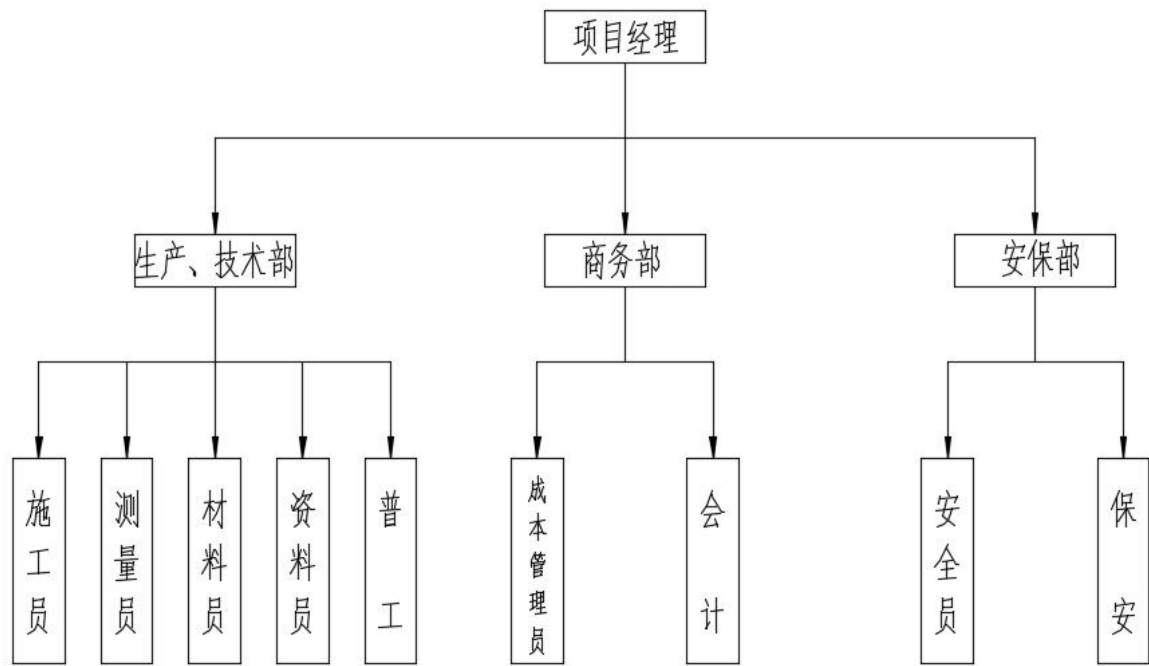 项目经理
生产、技术部
商务部
安保部
施工员
测量员
材料员
资料员
普工
成本管理员
会计
安全员
保安